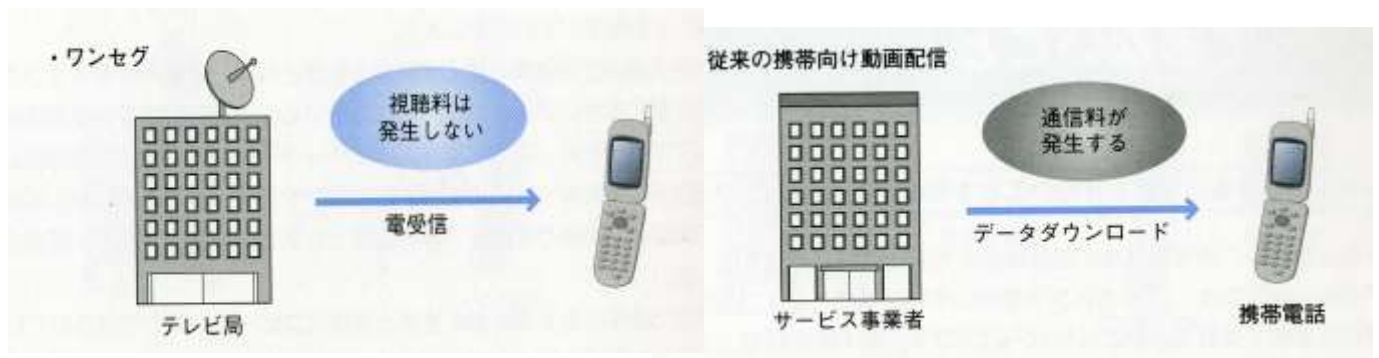 ・ワンセグ
視聴料は
発生しない
電受信
テレビ局
従来の携帯向け動画配信
通信料が
発生する
データダウンロード
サービス事業者
携帯電話